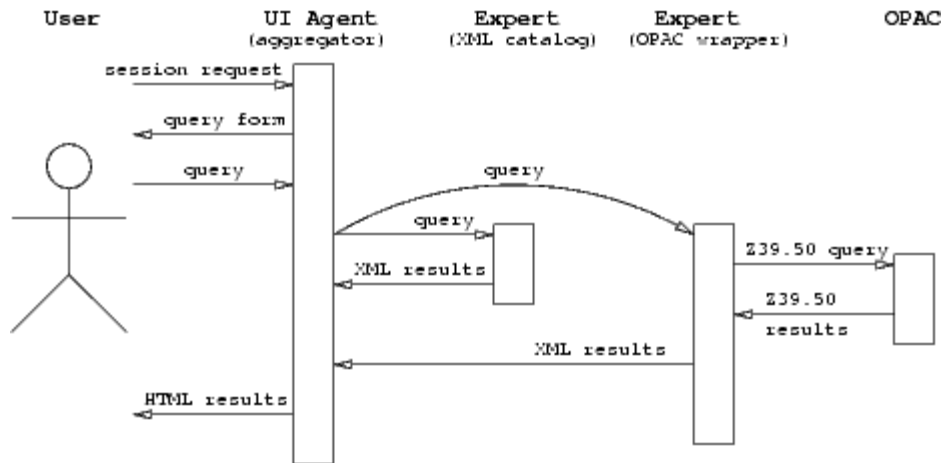 User UI Agent Expert Expert OPAC
(aggregator) (XML catalog) (OPAC wrapper)
session request
query form
query
query
query
Z39.50 query
XML results
Z39.50
results
XML results
HTML results